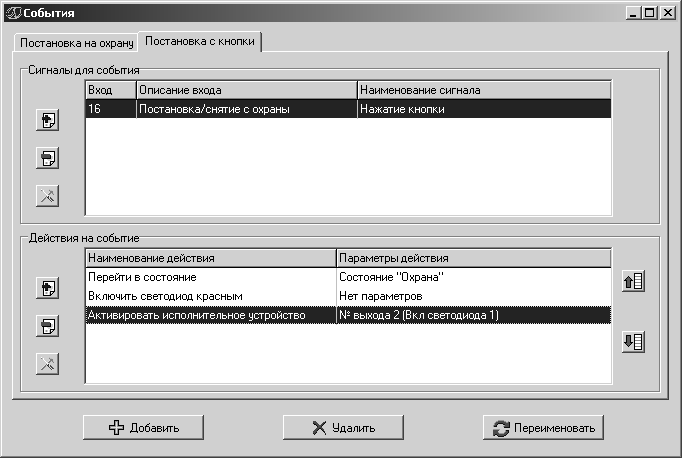 События
Постановка на охрану Постановка с кнопки
Сигналы для события
Вход Описание входа Наименование сигнала
16 Постановка/снятие с охраны Нажатие кнопки
Действия на событие
Наименование действия Параметры действия
Перейти в состояние Состояние "Охрана"
Включить светодиод красным Нет параметров
Активировать исполнительное устройство № выхода 2 (Вкл светодиода 1)
Добавить Удалить Переименовать